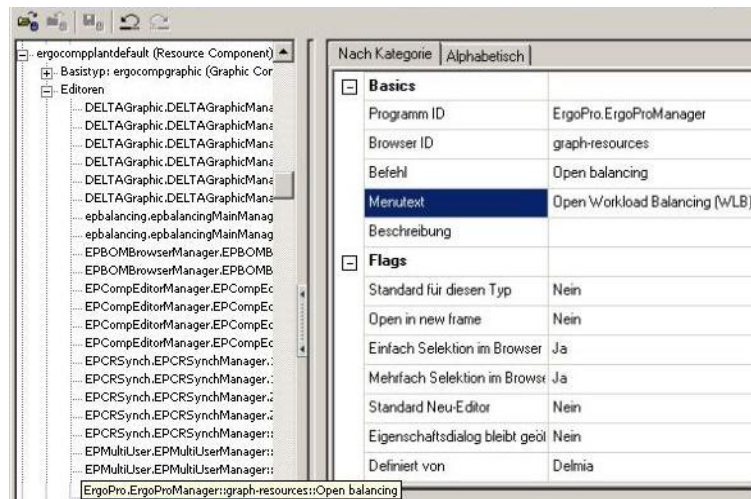 ergocompplantdefault (Resource Component)
Basistyp: ergocompgraphic (Graphic Cor
Editoren
DELTAGraphic.DELTAGraphicMana
DELTAGraphic.DELTAGraphicMana
DELTAGraphic.DELTAGraphicMana
DELTAGraphic.DELTAGraphicMana
DELTAGraphic.DELTAGraphicMana
DELTAGraphic.DELTAGraphicMana
epbalancing.epbalancingMainManag
epbalancing.epbalancingMainManag
EPBOMBrowserManager.EPBOMB
EPBOMBrowserManager.EPBOMB
EPCompEditorManager.EPCompEc
EPCompEditorManager.EPCompEc
EPCompEditorManager.EPCompEc
EPCompEditorManager.EPCompEc
EPCRSynch.EPCRSynchManager.
EPCRSynch.EPCRSynchManager.
EPCRSynch.EPCRSynchManager.
EPCRSynch.EPCRSynchManager.
EPCRSynch.EPCRSynchManager::
EPMultiUser.EPMultiUserManager::
EPMultiUser.EPMultiUserManager::
ErgoPro.ErgoProManager::graph-resources::Open balancing
Nach Kategorie Alphabetisch
Basics
Programm ID ErgoPro.ErgoProManager
Browser ID graph-resources
Befehl Open balancing
Menutext Open Workload Balancing (WLB)
Beschreibung
Flags
Standard für diesen Typ Nein
Open in new frame Nein
Einfach Selektion im Browser Ja
Mehrfach Selektion im Browse Ja
Standard Neu-Editor Nein
Eigenschaftsdialog bleibt geöl Nein
Definiert von Delmia